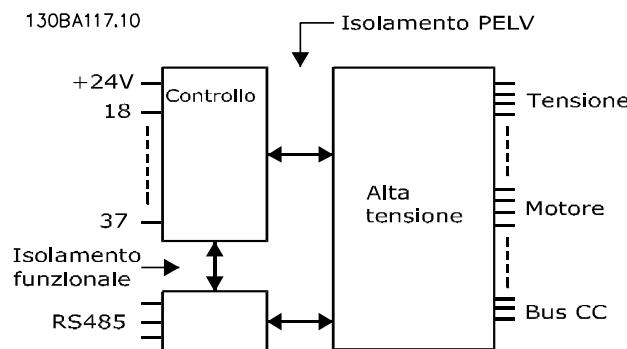 130BA117.10
Isolamento PELV
+24V
Controllo
18
Tensione
37
Alta
tensione
Motore
Isolamento
funzionale
RS485
Bus CC